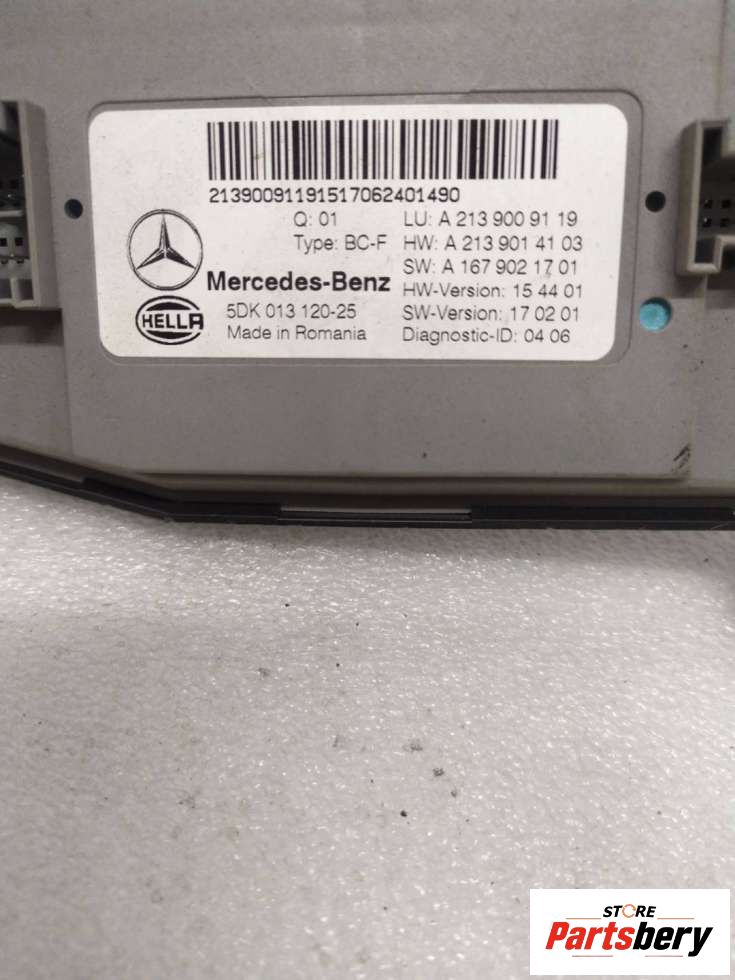 2139009119151706240​1490
Q: 01
LU: A 213 900 91 19
Type: BC-F
HW: A 213 901 41 03
SW: A 167 902 17 01
Mercedes-Benz
HW-Version: 15 44 01
HELLA
5DK 013 120-25
SW-Version: 17 02 01
Made in Romania
Diagnostic-ID: 04 06
STORE
Partsbery